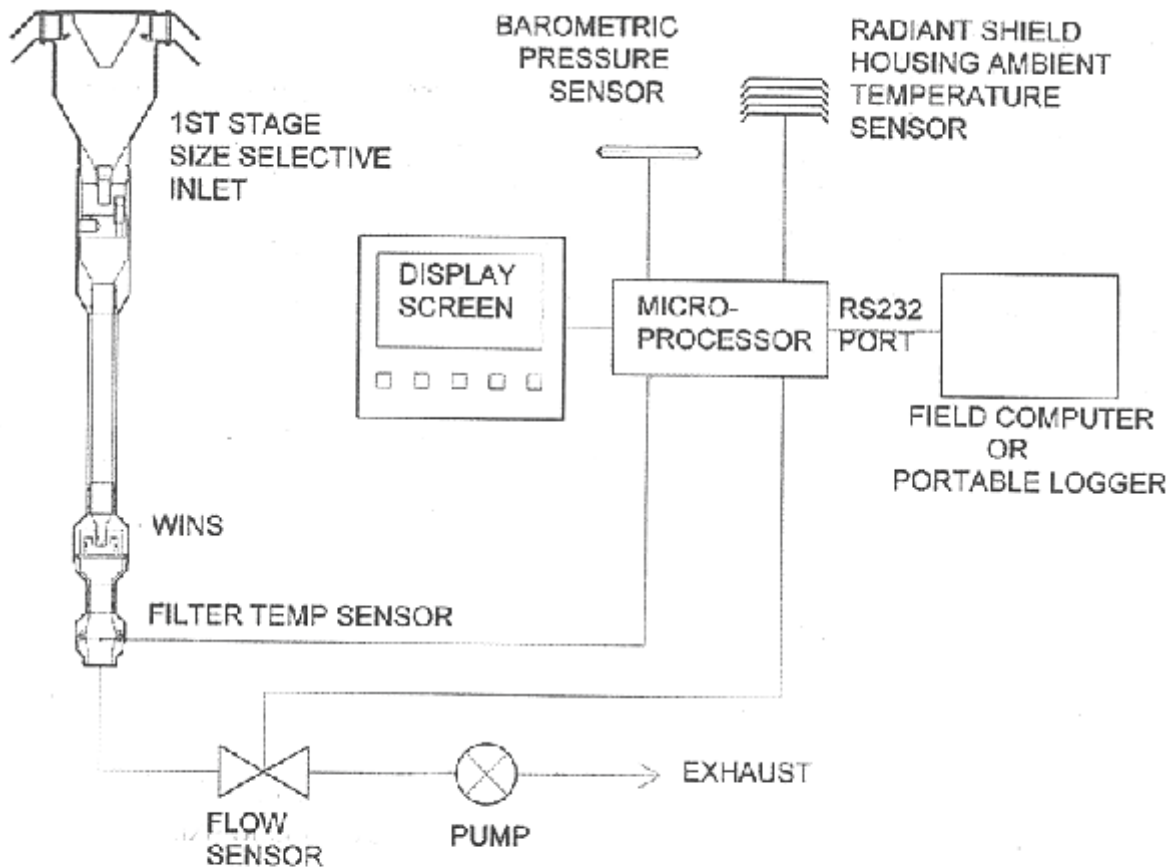 BAROMETRIC
PRESSURE
SENSOR
RADIANT SHIELD
HOUSING AMBIENT
TEMPERATURE
SENSOR
1ST STAGE
SIZE SELECTIVE
INLET
DISPLAY
SCREEN
MICRO-
PROCESSOR
RS232
PORT
FIELD COMPUTER
OR
PORTABLE LOGGER
WINS
FILTER TEMP SENSOR
EXHAUST
FLOW
SENSOR
PUMP